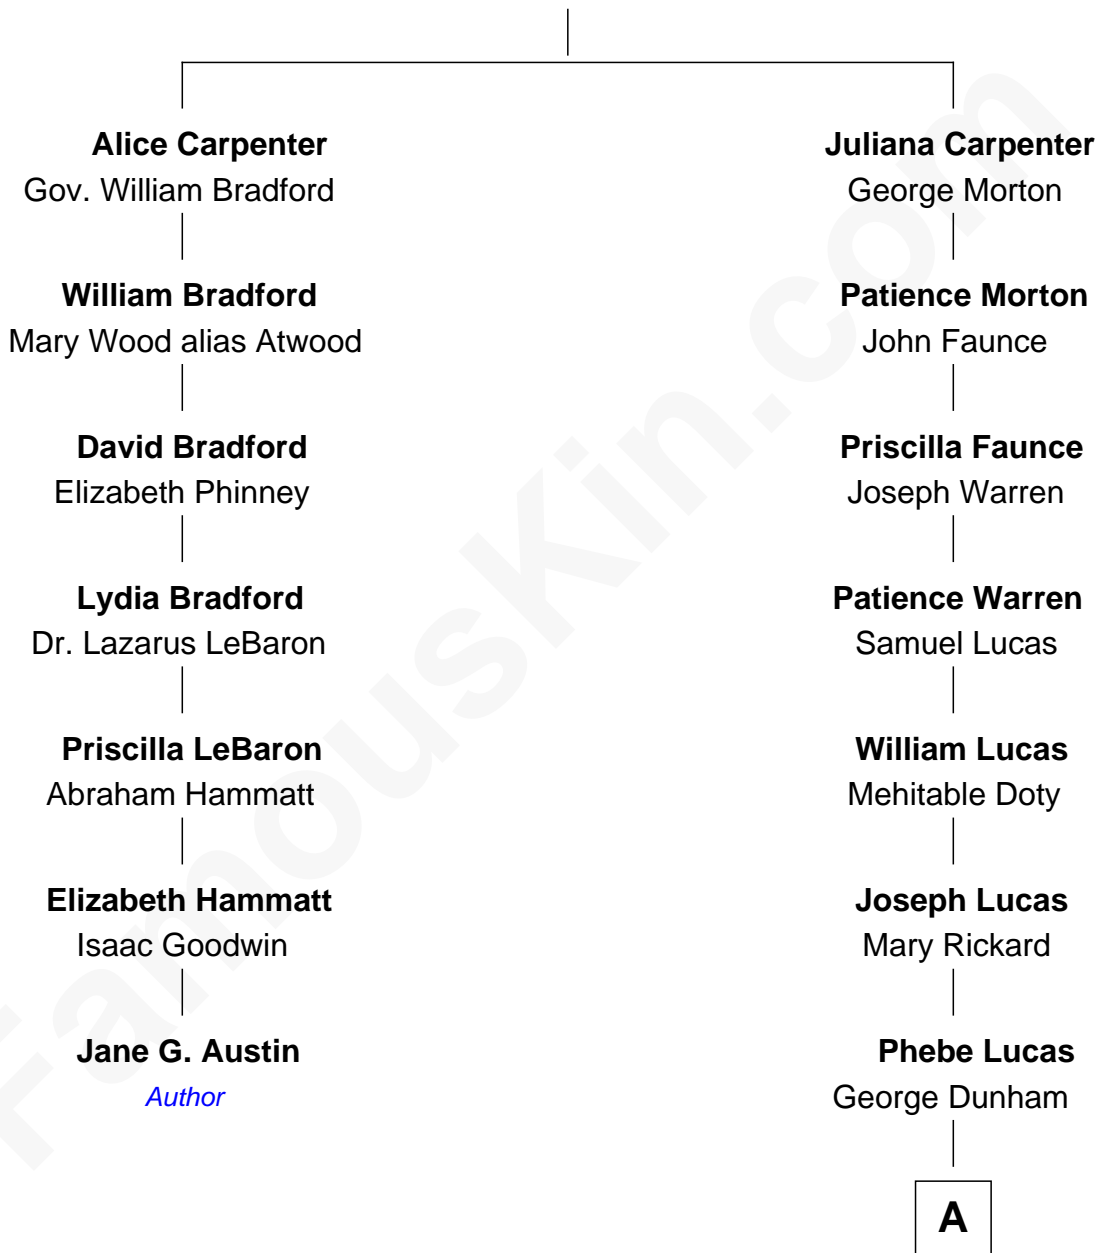 Alice Carpenter
Gov. William Bradford
William Bradford
Mary Wood alias Atwood
David Bradford
Elizabeth Phinney
Lydia Bradford
Dr. Lazarus LeBaron
Priscilla LeBaron
Abraham Hammatt
Elizabeth Hammatt
Isaac Goodwin
Jane G. Austin
Author
Juliana Carpenter
George Morton
Patience Morton
John Faunce
Priscilla Faunce
Joseph Warren
Patience Warren
Samuel Lucas
William Lucas
Mehitable Doty
Joseph Lucas
Mary Rickard
Phebe Lucas
George Dunham
A
FamousKin.com